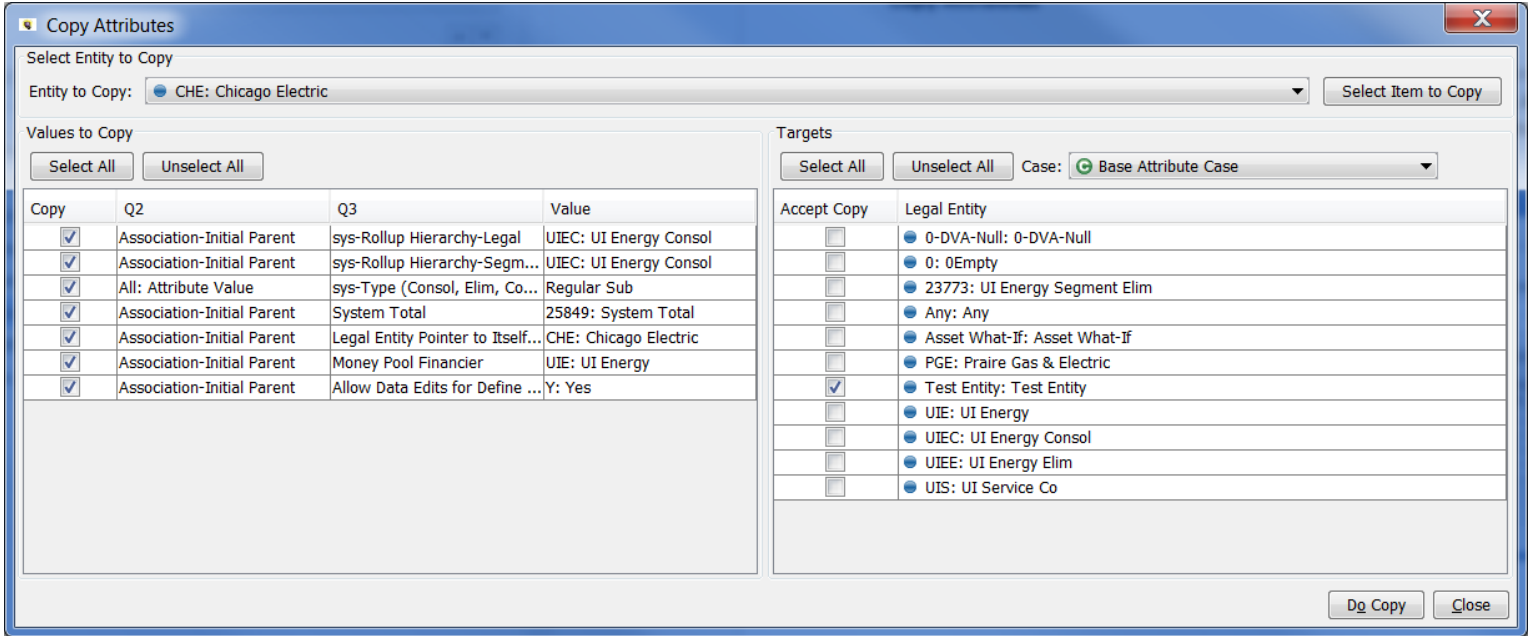 Copy Attributes
X
Select Entity to Copy
Entity to Copy: CHE: Chicago Electric Select Item to Copy
Values to Copy
Select All Unselect All
Copy Q2 Q3 Value
Association-Initial Parent sys-Rollup Hierarchy-Legal UIEC: UI Energy Consol
Association-Initial Parent sys-Rollup Hierarchy-Segm... UIEC: UI Energy Consol
All: Attribute Value sys-Type (Consol, Elim, Co... Regular Sub
Association-Initial Parent System Total 25849: System Total
Association-Initial Parent Legal Entity Pointer to Itself... CHE: Chicago Electric
Association-Initial Parent Money Pool Financier UIE: UI Energy
Association-Initial Parent Allow Data Edits for Define ... Y: Yes
Targets
Select All Unselect All Case: C Base Attribute Case
Accept Copy Legal Entity
0-DVA-Null: 0-DVA-Null
0: 0Empty
23773: UI Energy Segment Elim
Any: Any
Asset What-If: Asset What-If
PGE: Praire Gas & Electric
Test Entity: Test Entity
UIE: UI Energy
UIEC: UI Energy Consol
UIEE: UI Energy Elim
UIS: UI Service Co
Do Copy Close